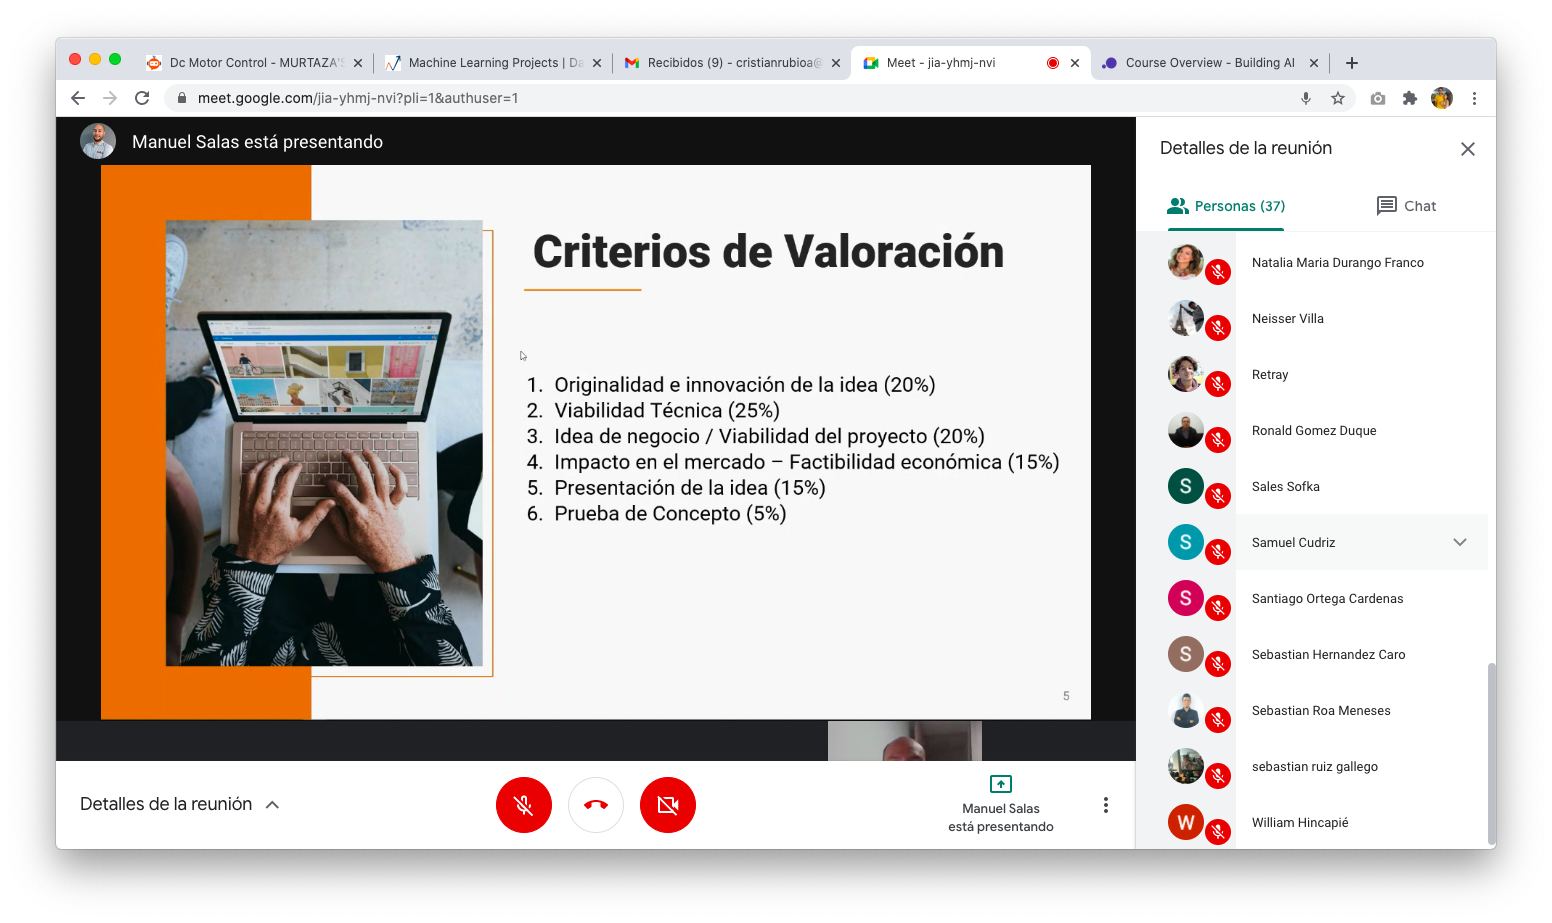 Dc Motor Control - MURTAZA'S
Machine Learning Projects | Da
Recibidos (9) - cristianrubioa@
Meet - jia-yhmj-nvi
Course Overview - Building AI
meet.google.com/jia-yhmj-nvi?pli=1&authuser=1
Manuel Salas está presentando
Criterios de Valoración
1. Originalidad e innovación de la idea (20%)
2. Viabilidad Técnica (25%)
3. Idea de negocio / Viabilidad del proyecto (20%)
4. Impacto en el mercado – Factibilidad económica (15%)
5. Presentación de la idea (15%)
6. Prueba de Concepto (5%)
5
Detalles de la reunión
Manuel Salas
está presentando
Detalles de la reunión
Personas (37)
Chat
Natalia Maria Durango Franco
Neisser Villa
Retray
Ronald Gomez Duque
S
Sales Sofka
S
Samuel Cudriz
S
Santiago Ortega Cardenas
S
Sebastian Hernandez Caro
Sebastian Roa Meneses
sebastian ruiz gallego
W
William Hincapié